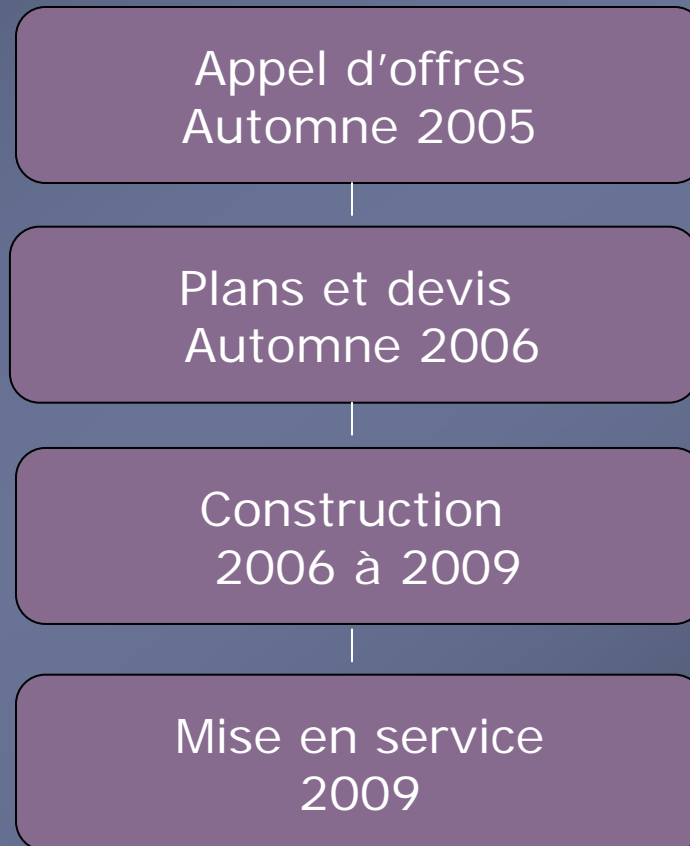 Appel d'offres
Automne 2005
Plans et devis
Automne 2006
Construction
2006 à 2009
Mise en service
2009